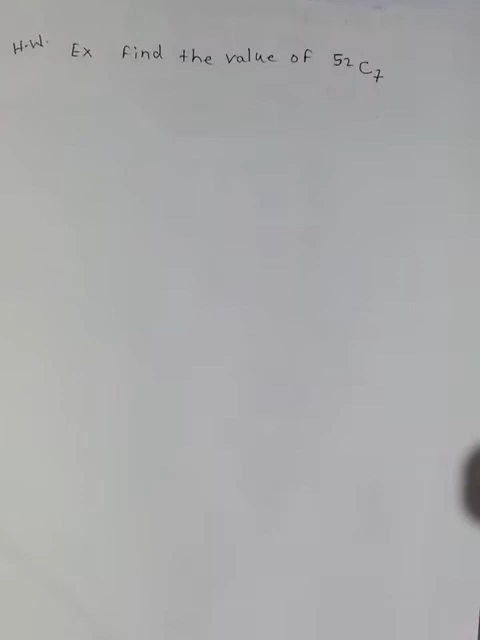 H.W. Ex find the value of ⁵²C₇